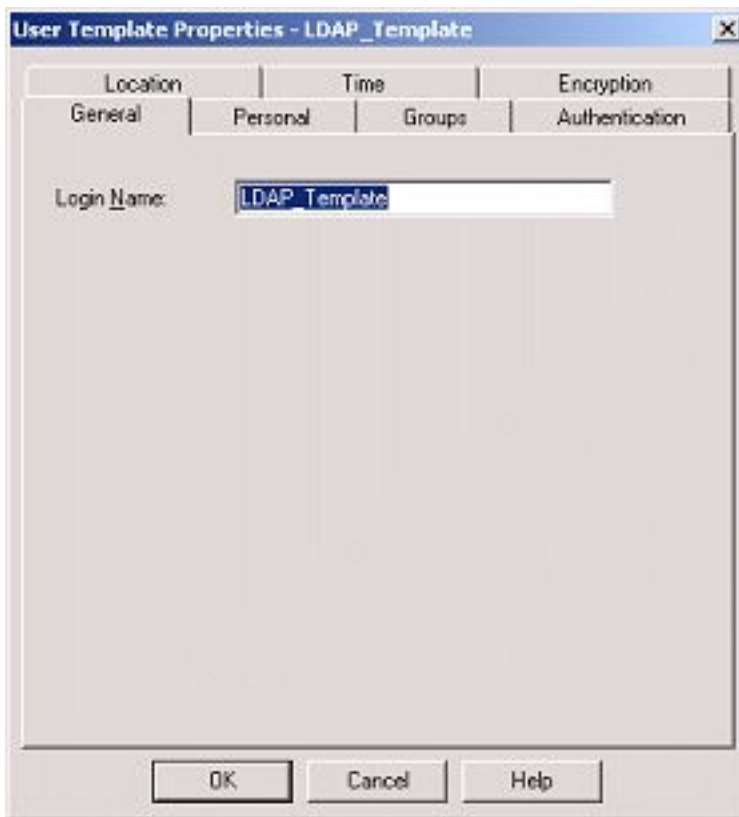 User Template Properties - LDAP_Template
Location Time Encryption
General Personal Groups Authentication
Login Name: LDAP_Template
OK Cancel Help